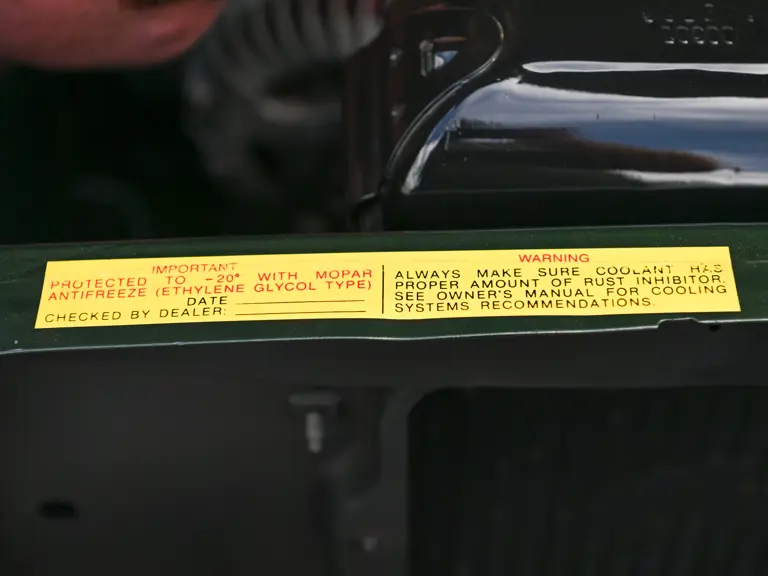 IMPORTANT
PROTECTED TO -20° WITH MOPAR
ANTIFREEZE (ETHYLENE GLYCOL TYPE)
DATE
CHECKED BY DEALER:
WARNING
ALWAYS MAKE SURE COOLANT HAS
PROPER AMOUNT OF RUST INHIBITOR.
SEE OWNER'S MANUAL FOR COOLING
SYSTEMS RECOMMENDATIONS.